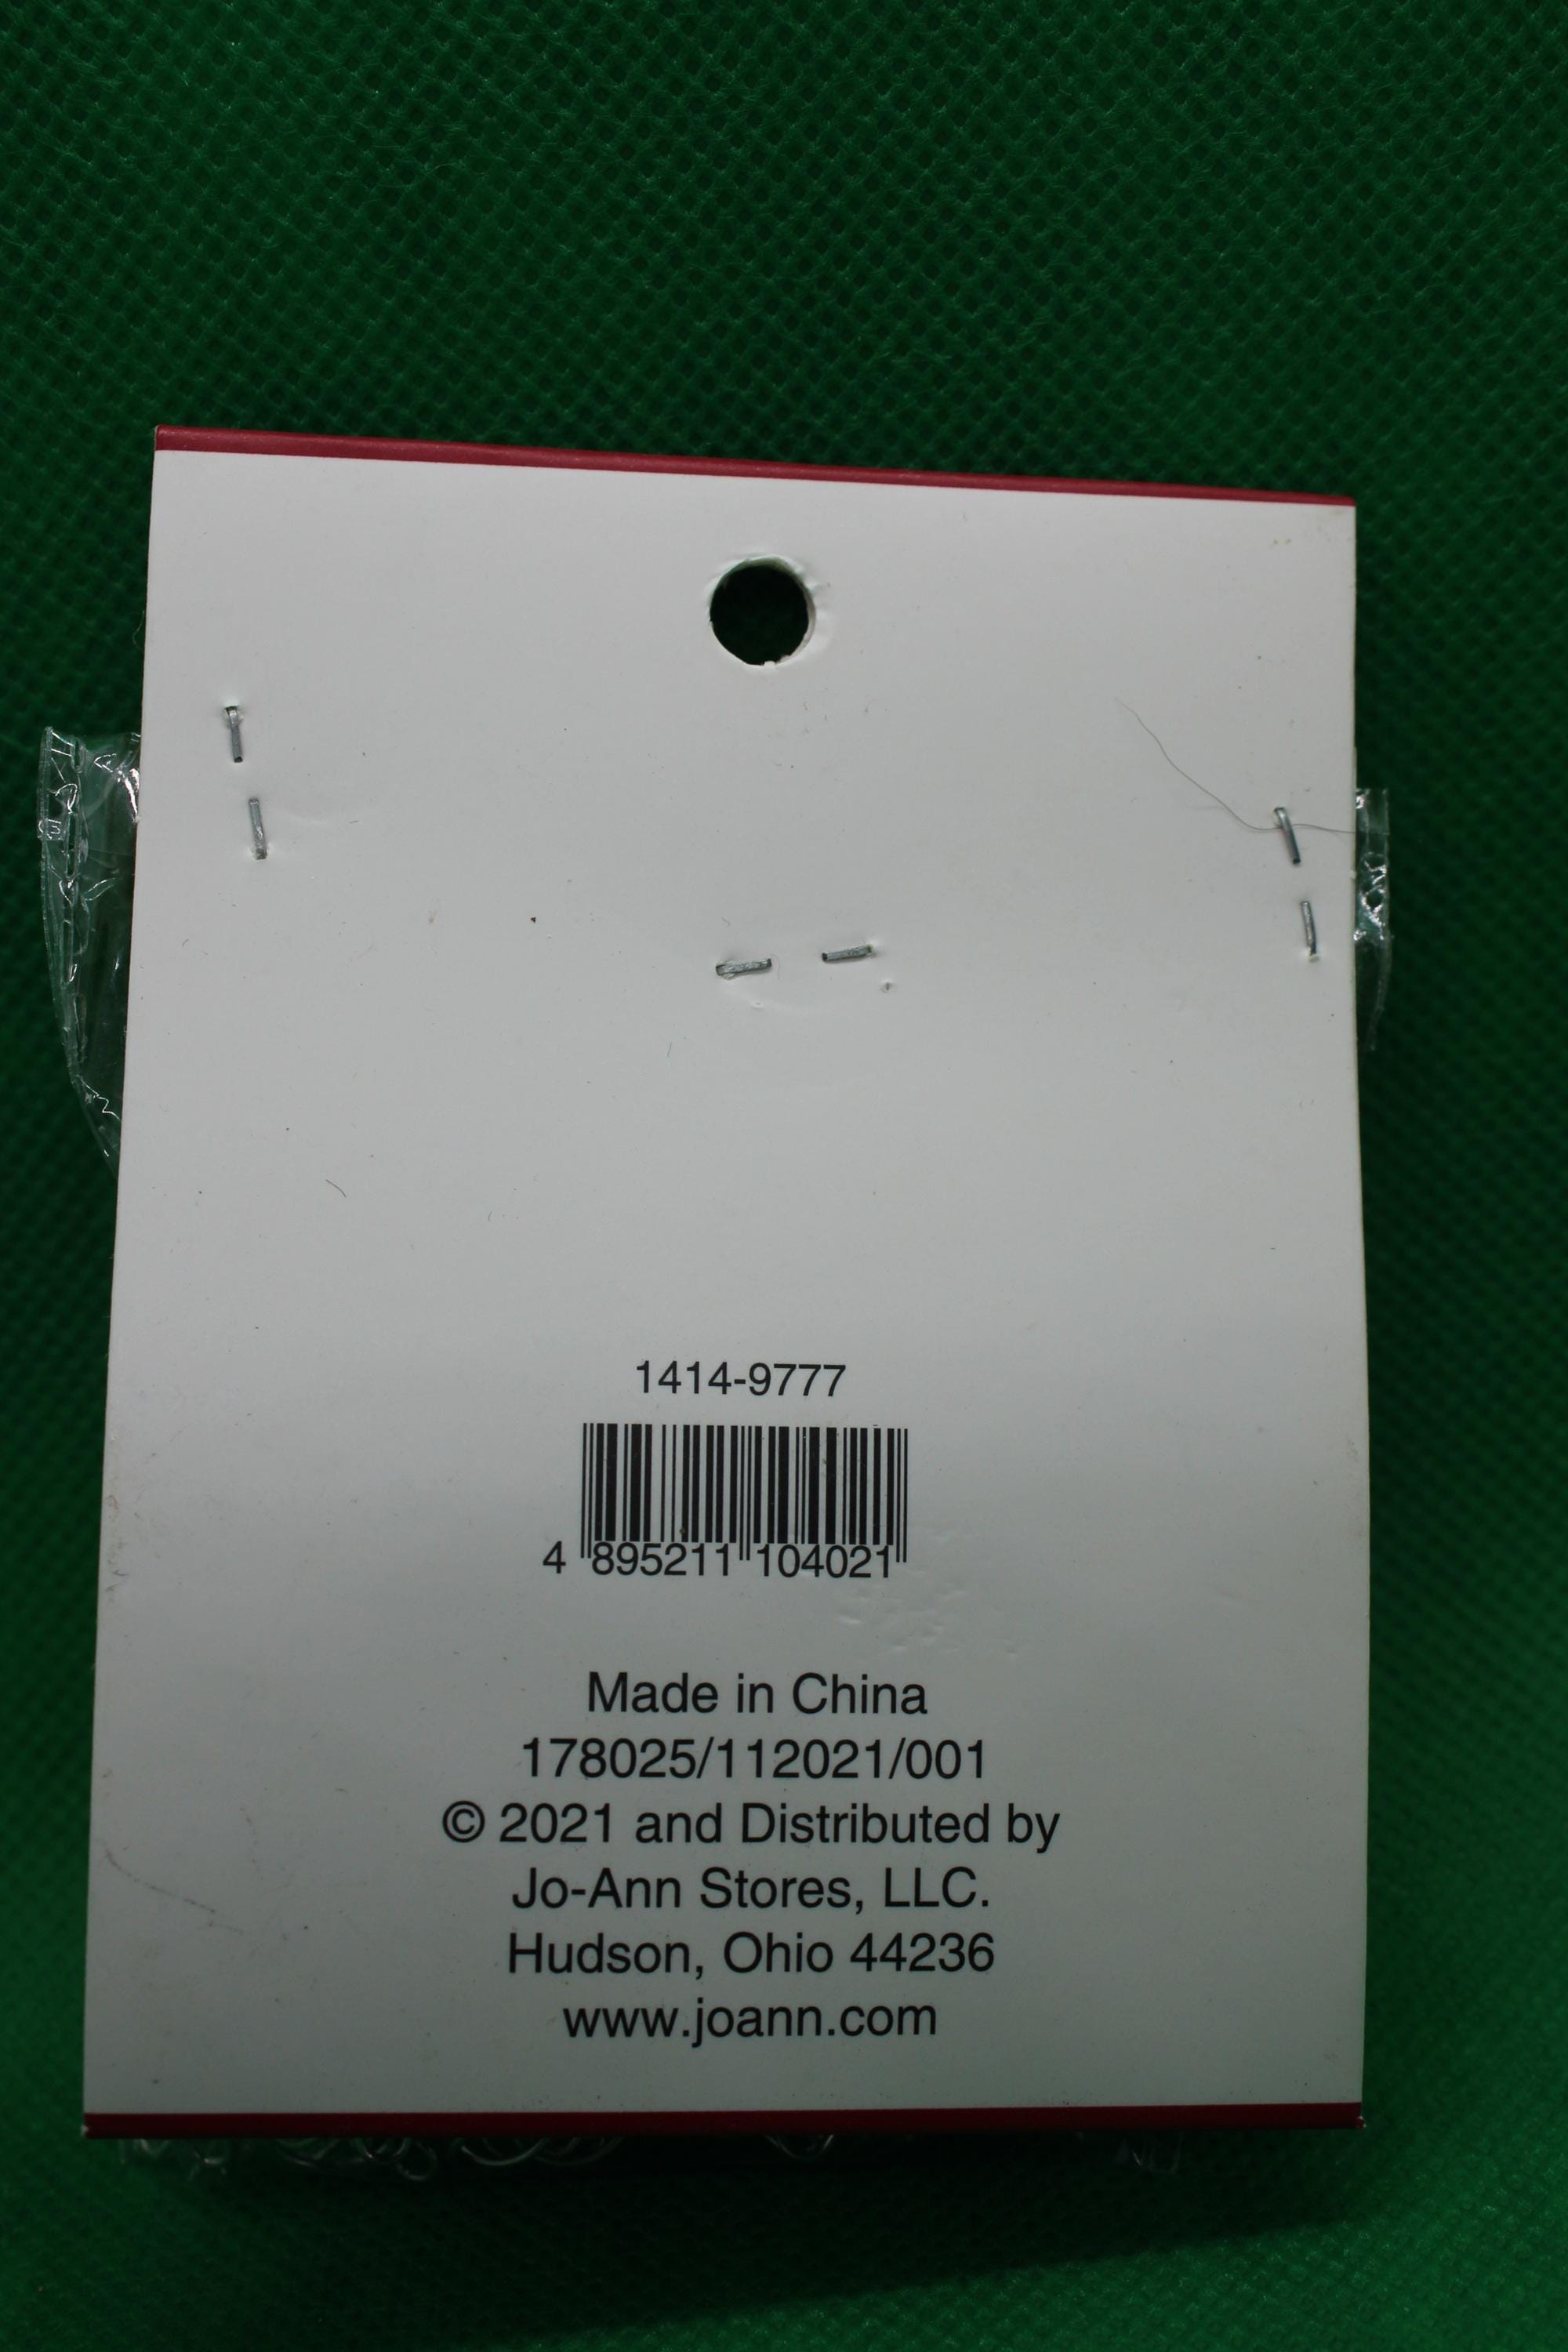 1414-9777
4 895211 104021
Made in China
178025/112021/001
© 2021 and Distributed by
Jo-Ann Stores, LLC.
Hudson, Ohio 44236
www.joann.com